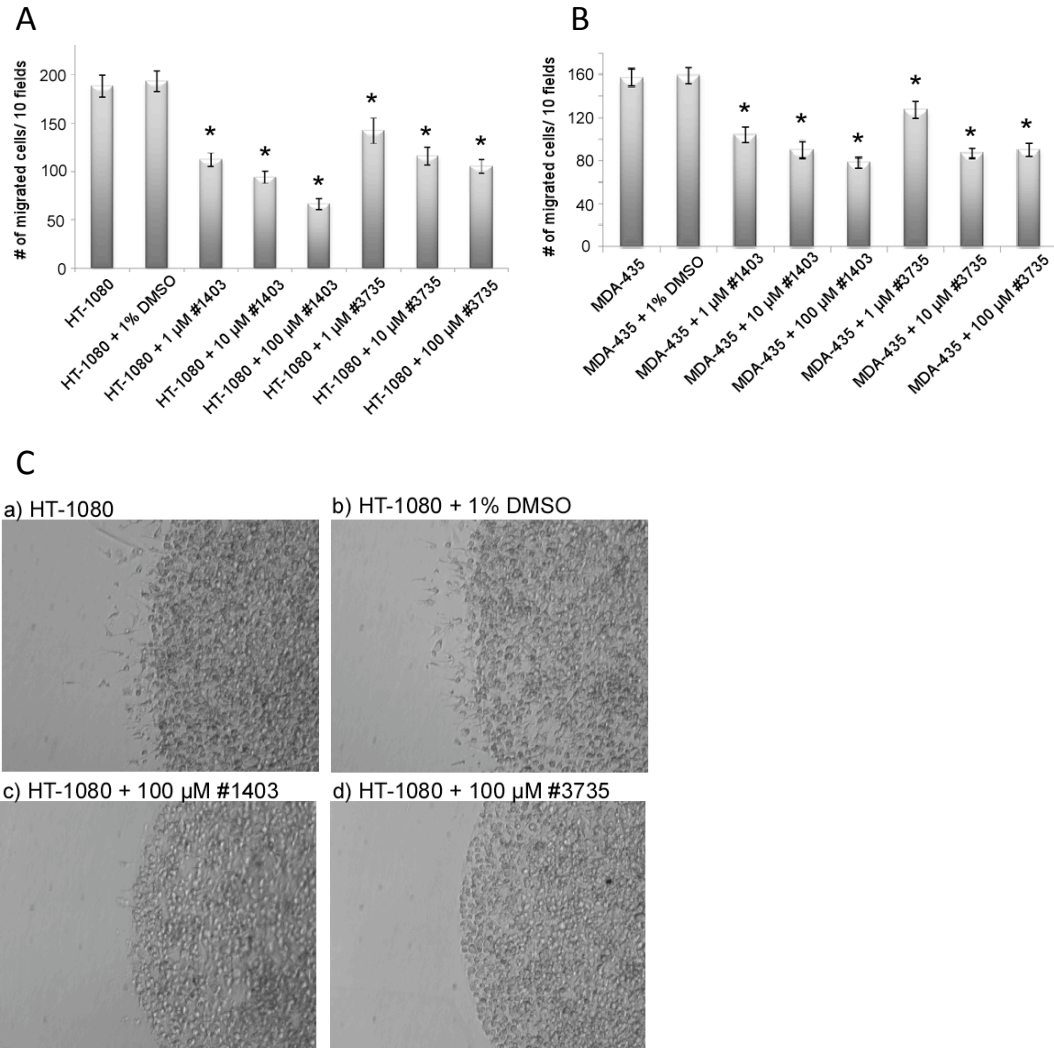 A
# of migrated cells/ 10 fields
200
150
100
50
0
* * * * * *
HT-1080
HT-1080 + 1% DMSO
HT-1080 + 1 µM #1403
HT-1080 + 10 µM #1403
HT-1080 + 100 µM #1403
HT-1080 + 1 µM #3735
HT-1080 + 10 µM #3735
HT-1080 + 100 µM #3735
B
# of migrated cells/ 10 fields
160
120
80
40
0
* * * * * *
MDA-435
MDA-435 + 1% DMSO
MDA-435 + 1 µM #1403
MDA-435 + 10 µM #1403
MDA-435 + 100 µM #1403
MDA-435 + 1 µM #3735
MDA-435 + 10 µM #3735
MDA-435 + 100 µM #3735
C
a) HT-1080
b) HT-1080 + 1% DMSO
c) HT-1080 + 100 µM #1403
d) HT-1080 + 100 µM #3735